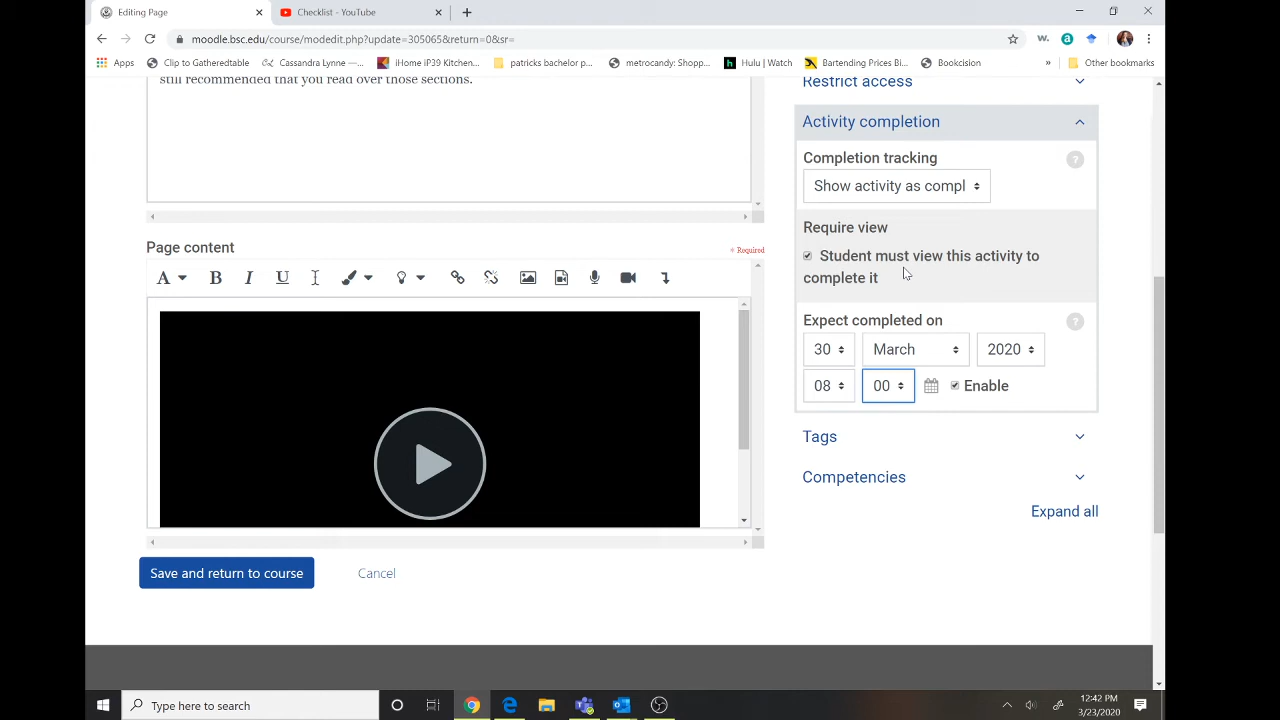 Editing Page
Checklist - YouTube
moodle.bsc.edu/course/modedit.php?update=305065&return=0&sr=
Apps
Clip to Gatheredtable
Cassandra Lynne —...
iHome iP39 Kitchen...
patricks bachelor p...
metrocandy: Shopp...
Hulu | Watch
Bartending Prices Bi...
Bookcision
»
Other bookmarks
still recommended that you read over those sections.
Restrict access
Activity completion
Completion tracking
Show activity as compl
Require view
Student must view this activity to
complete it
Expect completed on
30 March 2020
08 00 Enable
Tags
Competencies
Expand all
Page content
Required
Save and return to course
Cancel
Type here to search
12:42 PM
3/23/2020